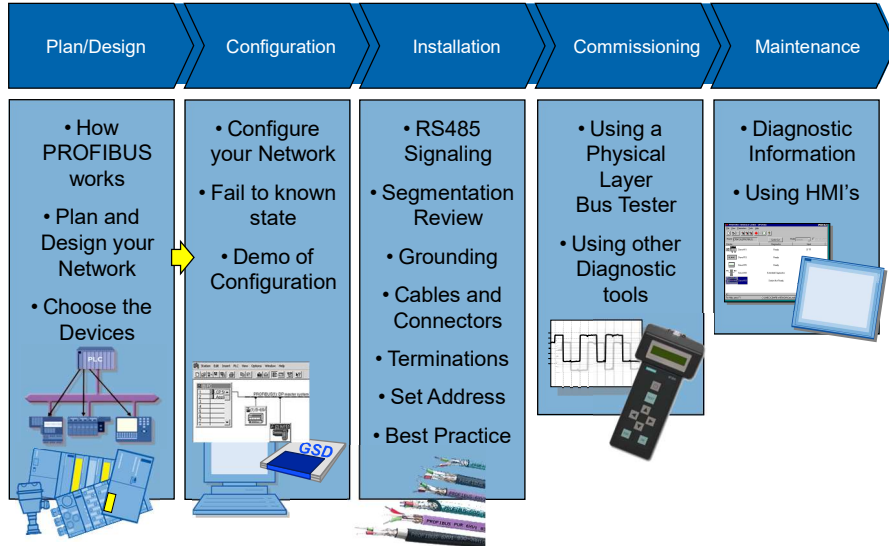 Plan/Design
Configuration
Installation
Commissioning
Maintenance
• How
PROFIBUS
works
• Plan and
Design your
Network
• Choose the
Devices
PLC
• Configure
your Network
• Fail to known
state
• Demo of
Configuration
GSD
• RS485
Signaling
• Segmentation
Review
• Grounding
• Cables and
Connectors
• Terminations
• Set Address
• Best Practice
• Using a
Physical
Layer
Bus Tester
• Using other
Diagnostic
tools
• Diagnostic
Information
• Using HMI's